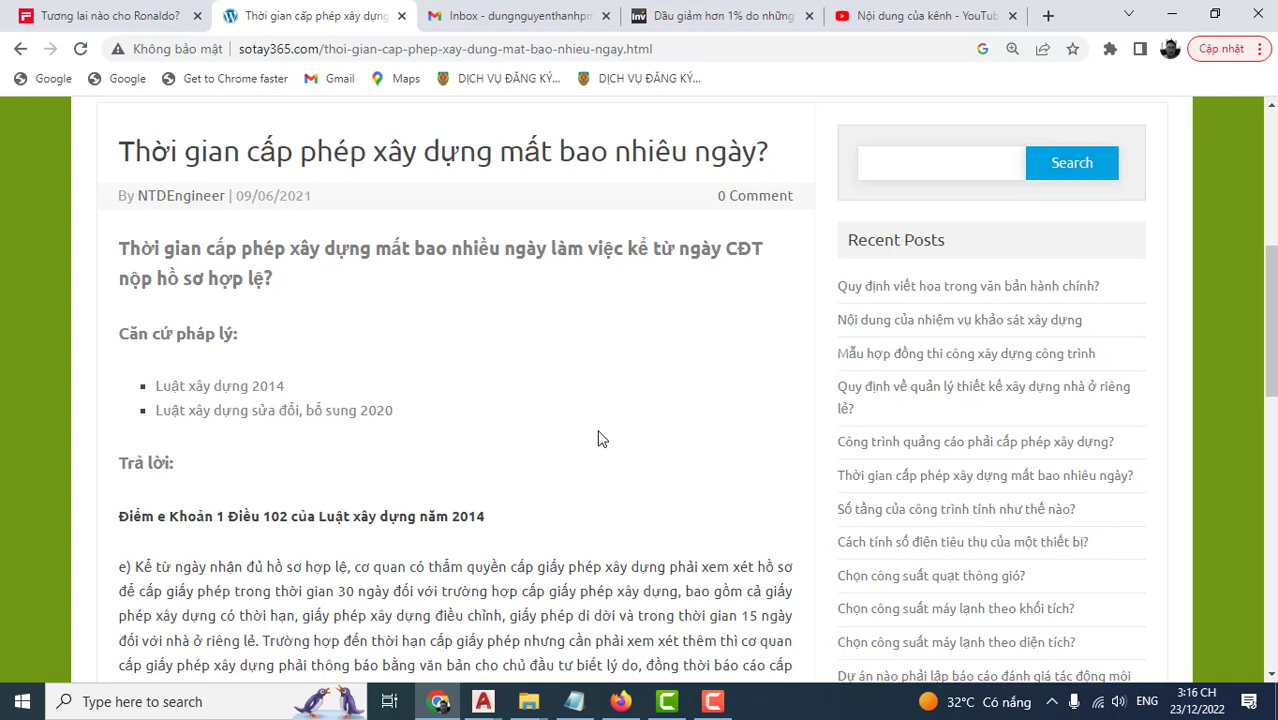 Tương lai nào cho Ronaldo?
Thời gian cấp phép xây dựng
Inbox - dungnguyenthanhpm
Dầu giảm hơn 1% do những
Nội dung của kênh - YouTub
Không bảo mật
sotay365.com/thoi-gian-cap-phep-xay-dung-mat-bao-nhieu-ngay.html
Cập nhật
Google
Google
Get to Chrome faster
Gmail
Maps
DỊCH VỤ ĐĂNG KÝ...
DỊCH VỤ ĐĂNG KÝ...
Thời gian cấp phép xây dựng mất bao nhiêu ngày?
By NTDEngineer | 09/06/2021
0 Comment
Thời gian cấp phép xây dựng mất bao nhiều ngày làm việc kể từ ngày CĐT
nộp hồ sơ hợp lệ?
Căn cứ pháp lý:
Luật xây dựng 2014
Luật xây dựng sửa đổi, bổ sung 2020
Trả lời:
Điểm e Khoản 1 Điều 102 của Luật xây dựng năm 2014
e) Kể từ ngày nhận đủ hồ sơ hợp lệ, cơ quan có thẩm quyền cấp giấy phép xây dựng phải xem xét hồ sơ
để cấp giấy phép trong thời gian 30 ngày đối với trường hợp cấp giấy phép xây dựng, bao gồm cả giấy
phép xây dựng có thời hạn, giấy phép xây dựng điều chỉnh, giấy phép di dời và trong thời gian 15 ngày
đối với nhà ở riêng lẻ. Trường hợp đến thời hạn cấp giấy phép nhưng cần phải xem xét thêm thì cơ quan
cấp giấy phép xây dựng phải thông báo bằng văn bản cho chủ đầu tư biết lý do, đồng thời báo cáo cấp
Search
Recent Posts
Quy định viết hoa trong văn bản hành chính?
Nội dung của nhiệm vụ khảo sát xây dựng
Mẫu hợp đồng thi công xây dựng công trình
Quy định về quản lý thiết kế xây dựng nhà ở riêng
lẻ?
Công trình quảng cáo phải cấp phép xây dựng?
Thời gian cấp phép xây dựng mất bao nhiêu ngày?
Số tầng của công trình tính như thế nào?
Cách tính số điện tiêu thụ của một thiết bị?
Chọn công suất quạt thông gió?
Chọn công suất máy lạnh theo khối tích?
Chọn công suất máy lạnh theo diện tích?
Dự án nào phải lập báo cáo đánh giá tác động môi
Type here to search
32°C Có nắng
ENG
3:16 CH
23/12/2022